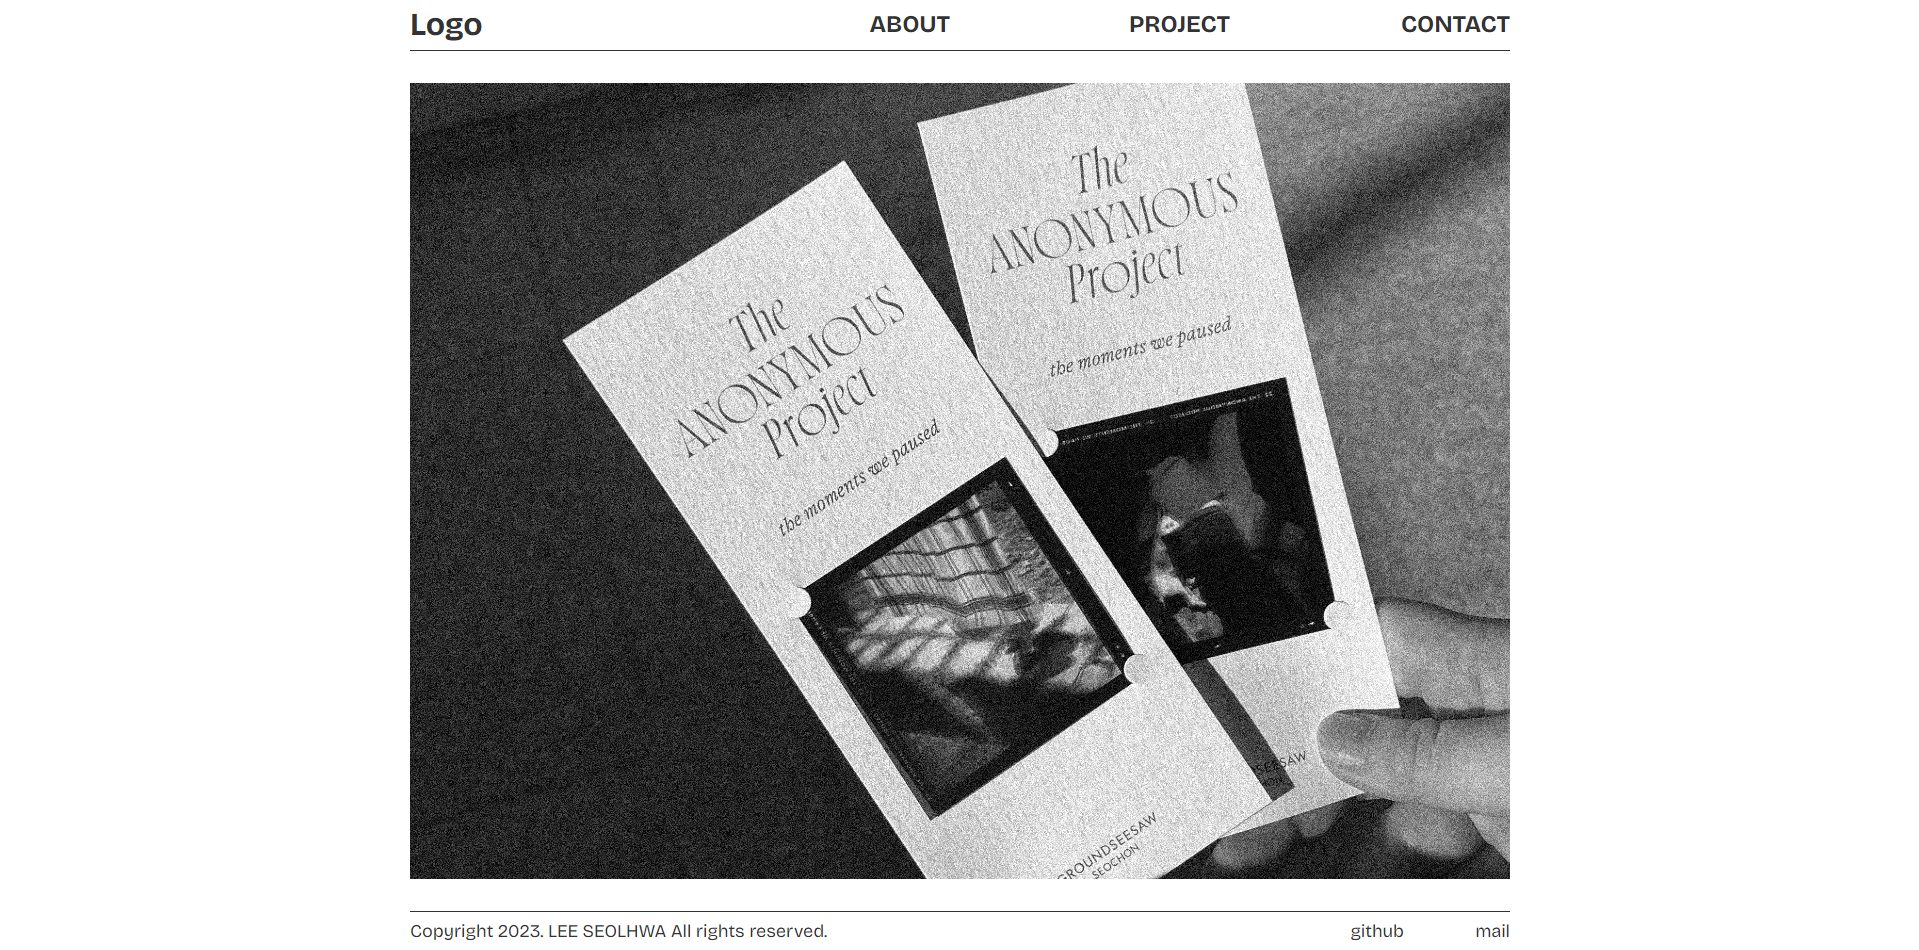 Logo
ABOUT
PROJECT
CONTACT
The
ANONYMOUS
Project
the moments we paused
The
ANONYMOUS
Project
the moments we paused
GROUNDSEESAW
SEOCHON
SEESAW
Copyright 2023. LEE SEOLHWA All rights reserved.
github
mail